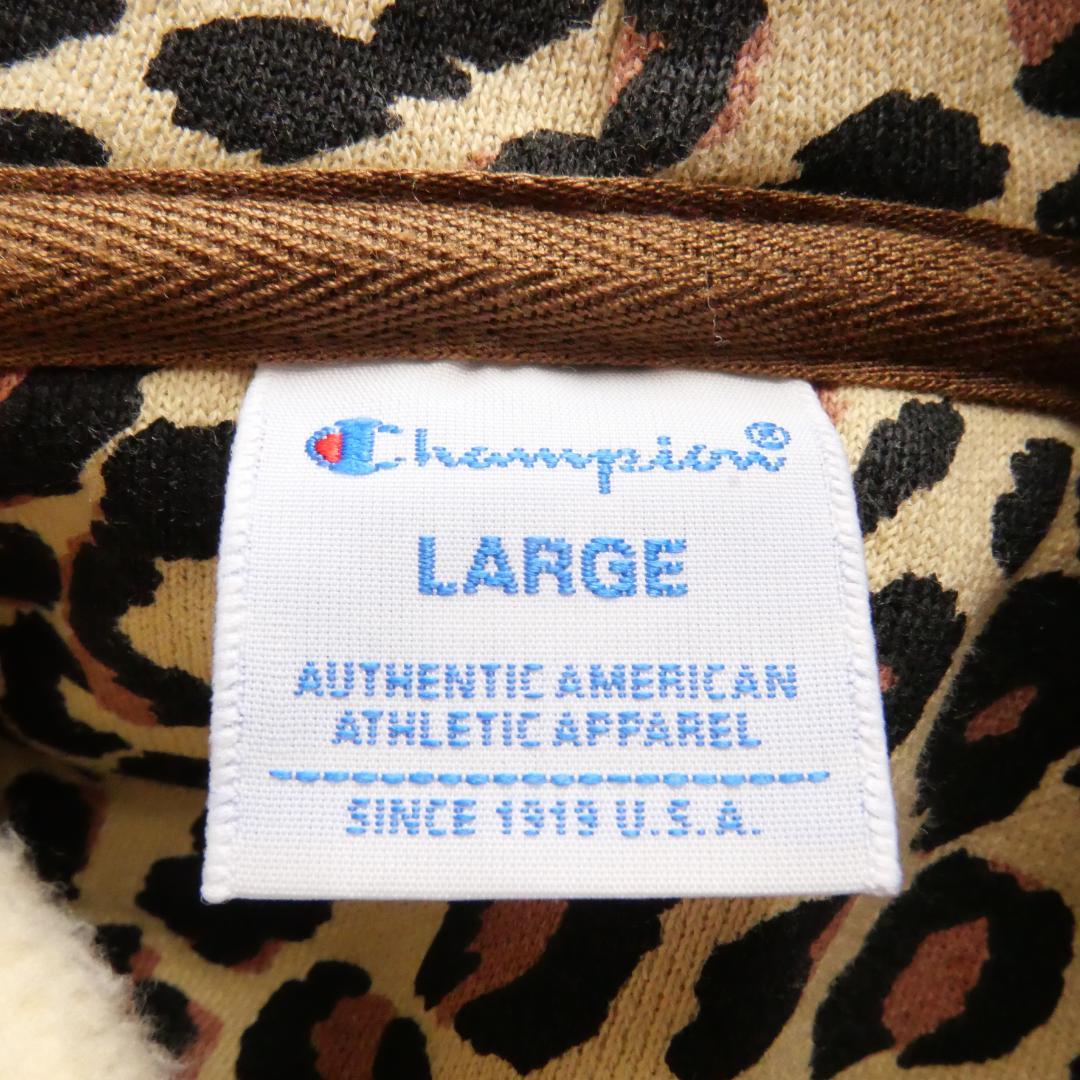 Champion®
LARGE
AUTHENTIC AMERICAN
ATHLETIC APPAREL
SINCE 1919 U.S.A.